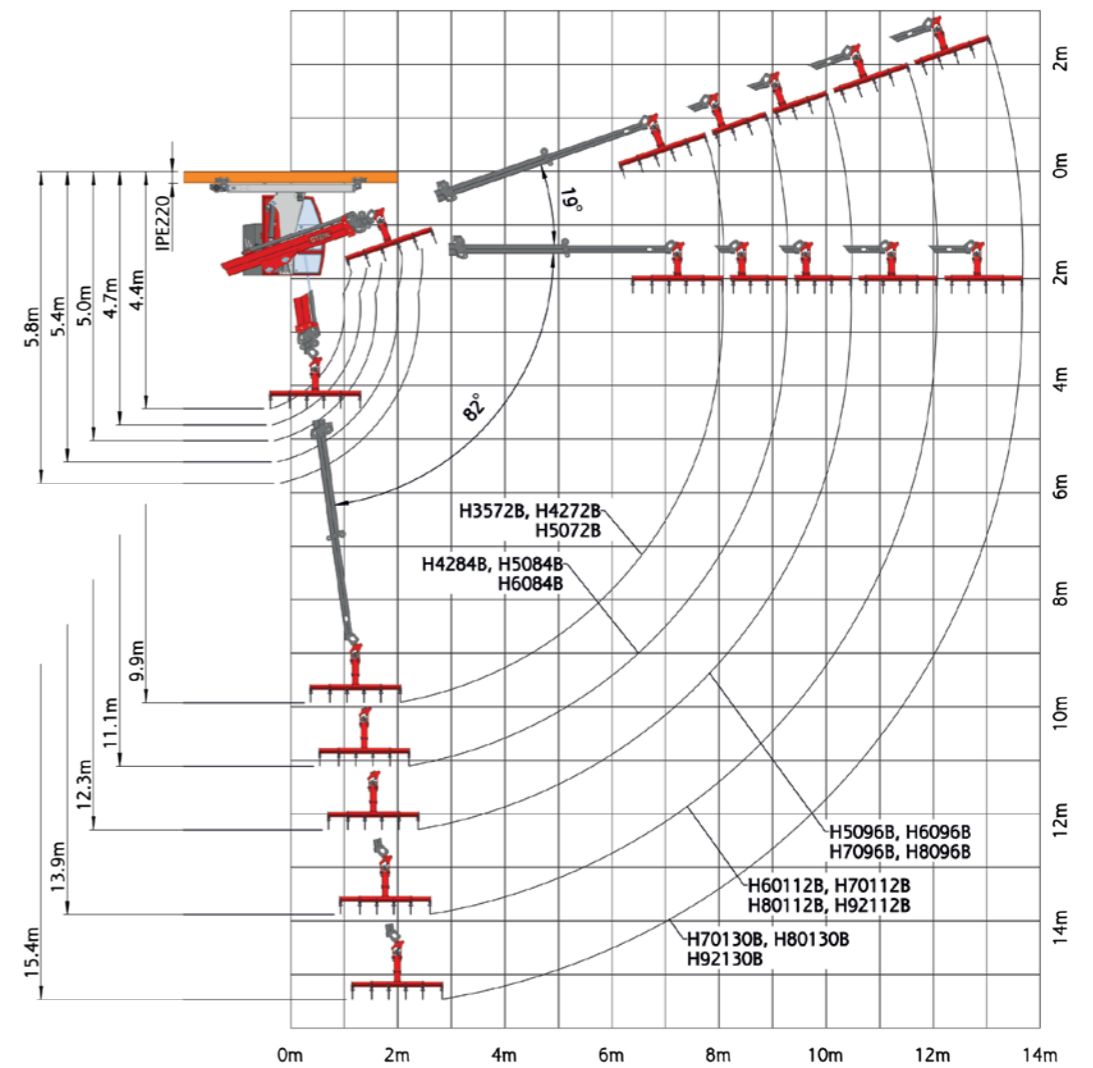 2m
0m
2m
4m
6m
8m
10m
12m
14m
IPE220
4.4m
4.7m
5.0m
5.4m
5.8m
19°
82°
H3572B, H4272B
H5072B
H4284B, H5084B
H6084B
9.9m
11.1m
12.3m
13.9m
15.4m
H5096B, H6096B
H7096B, H8096B
H60112B, H70112B
H80112B, H92112B
H70130B, H80130B
H92130B
0m
2m
4m
6m
8m
10m
12m
14m